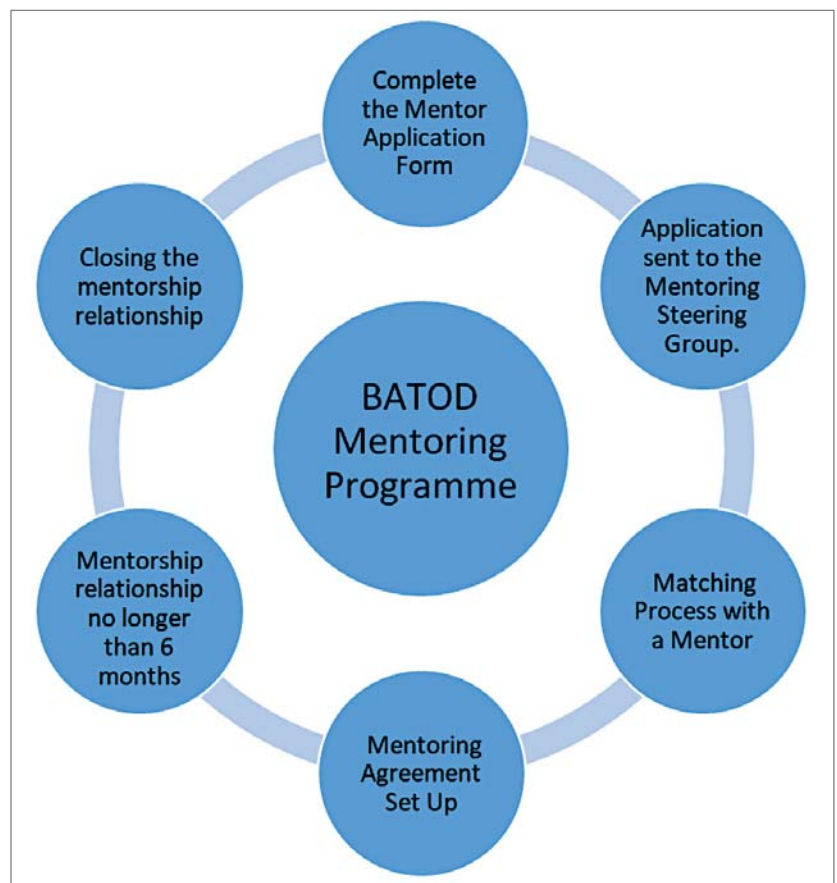 Complete
the Mentor
Application
Form
Application
sent to the
Mentoring
Steering
Group.
Matching
Process with
a Mentor
Mentoring
Agreement
Set Up
Mentorship
relationship
no longer
than 6
months
Closing the
mentorship
relationship
BATOD
Mentoring
Programme